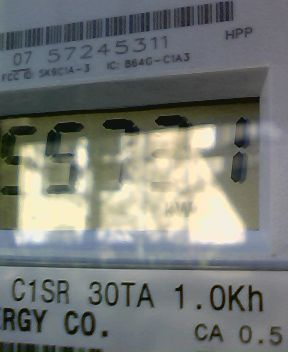 07 57245311
HPP
FCC ID: SK9C1A-3 IC: B64G-C1A3
C1SR 30TA 1.0Kh
RGY CO.
CA 0.5